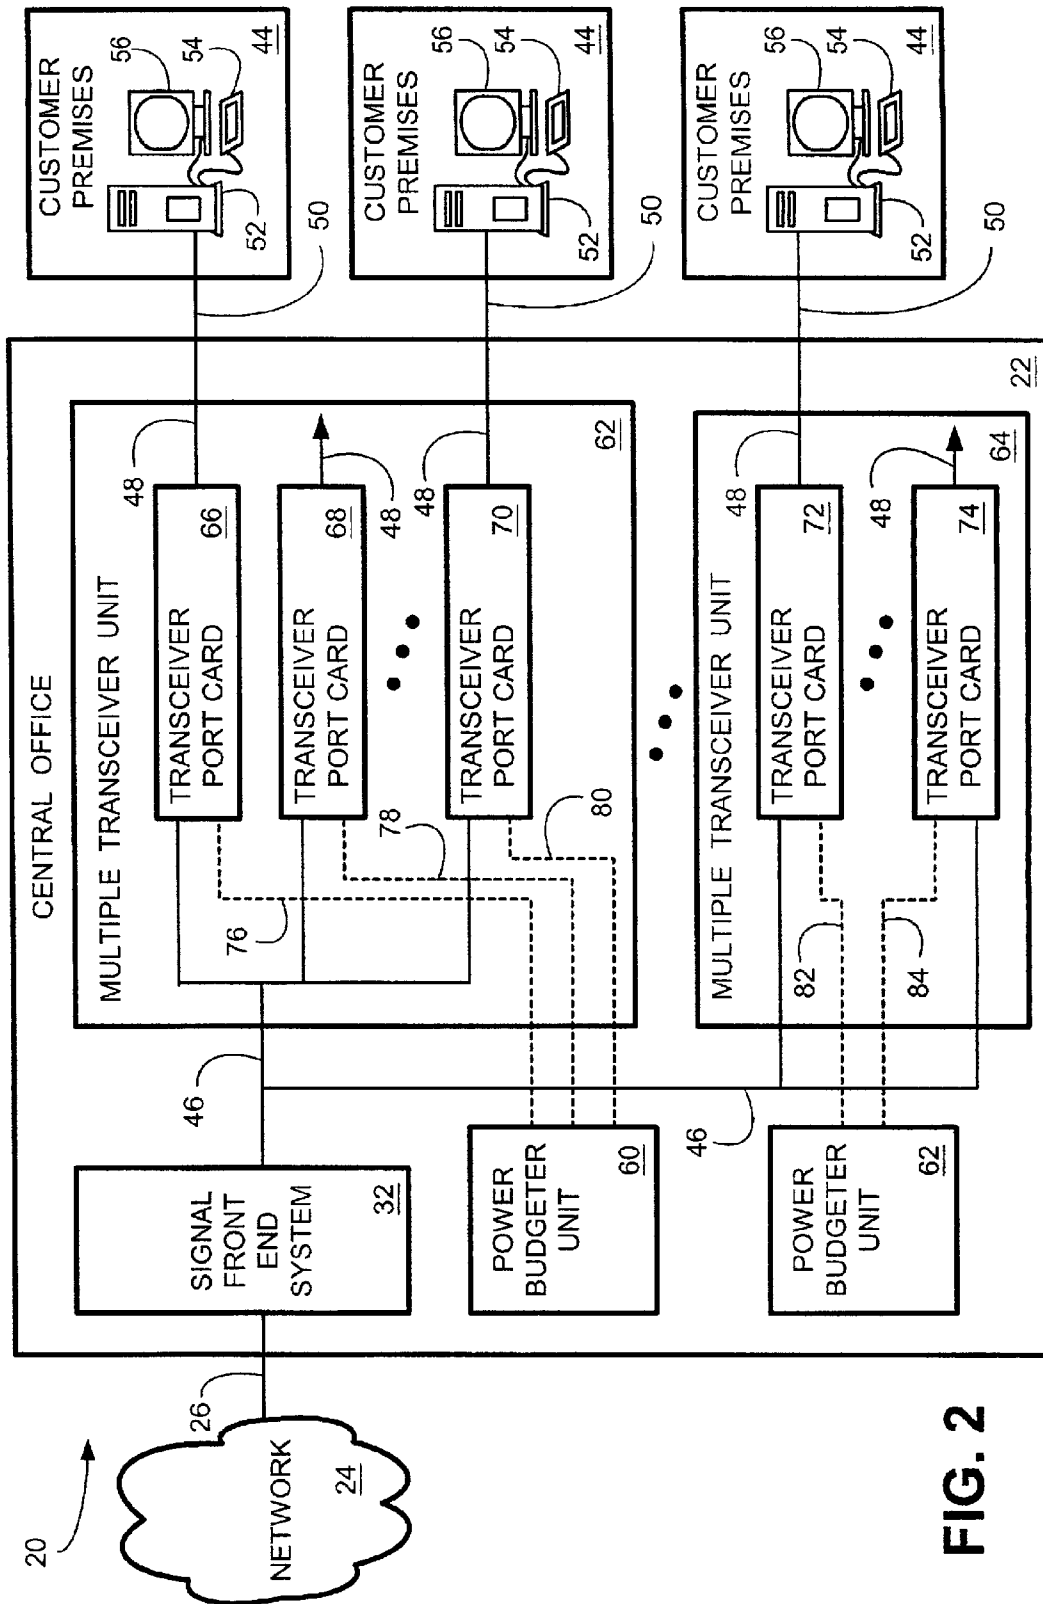 20
NETWORK
24
26
CENTRAL OFFICE
22
SIGNAL
FRONT
END
SYSTEM
32
46
46
POWER
BUDGETER
UNIT
60
POWER
BUDGETER
UNIT
62
MULTIPLE TRANSCEIVER UNIT
62
TRANSCEIVER
PORT CARD
66
48
TRANSCEIVER
PORT CARD
68
48
TRANSCEIVER
PORT CARD
70
48
76
78
80
MULTIPLE TRANSCEIVER UNIT
64
TRANSCEIVER
PORT CARD
72
48
TRANSCEIVER
PORT CARD
74
48
82
84
50
CUSTOMER
PREMISES
56
54
52
44
50
CUSTOMER
PREMISES
56
54
52
44
50
CUSTOMER
PREMISES
56
54
52
44
FIG. 2